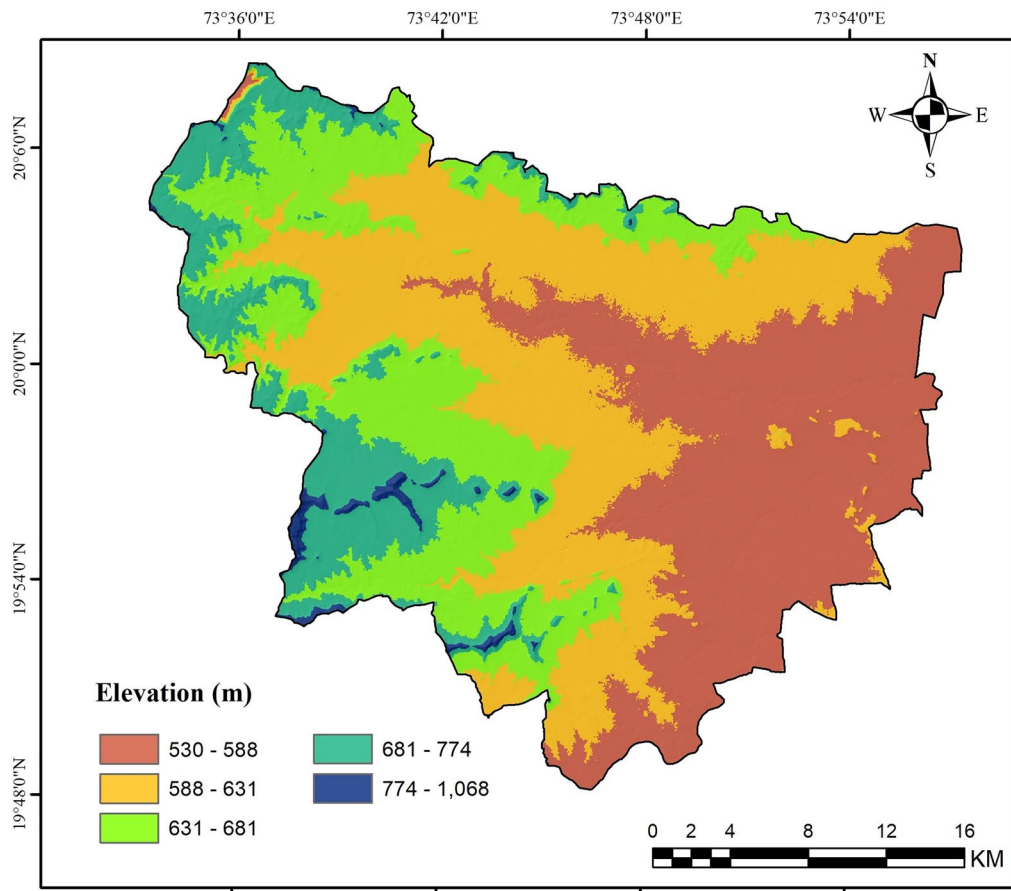 73°36'0"E
73°42'0"E
73°48'0"E
73°54'0"E
N
W
E
S
20°6'0"N
20°0'0"N
19°54'0"N
19°48'0"N
Elevation (m)
530 - 588
588 - 631
631 - 681
681 - 774
774 - 1,068
0 2 4 8 12 16
KM